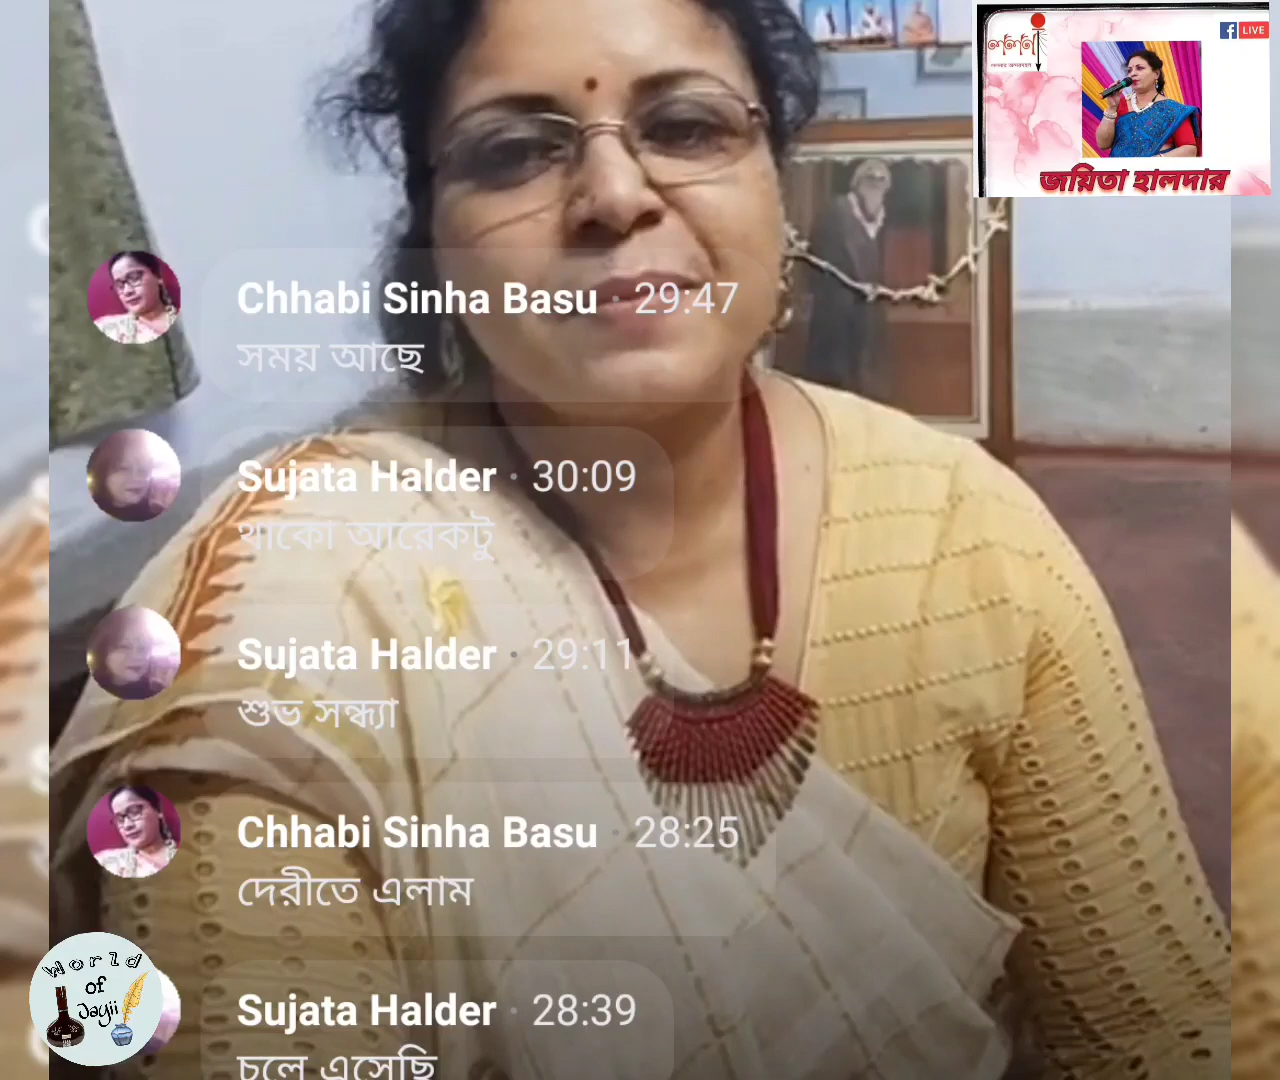 LIVE
জয়িতা হালদার
Chhabi Sinha Basu · 29:47
সময় আছে
Sujata Halder · 30:09
থাকো আরেকটু
Sujata Halder · 29:11
শুভ সন্ধ্যা
Chhabi Sinha Basu · 28:25
দেরীতে এলাম
Sujata Halder · 28:39
চলে এসেছি
World
of
Jayii